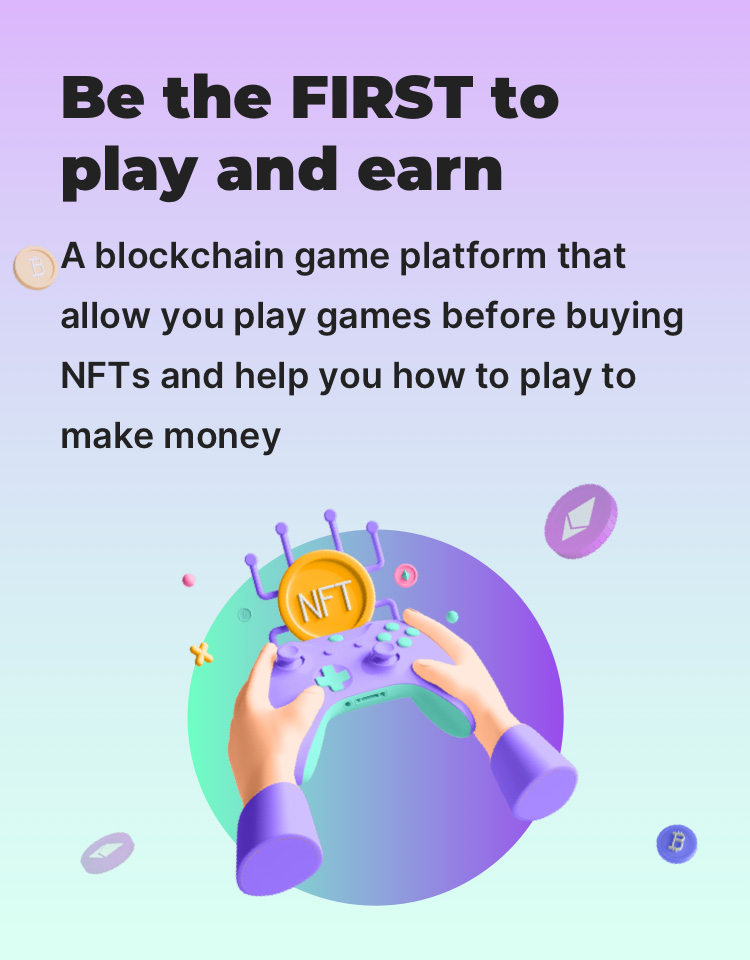 Be the FIRST to
play and earn
A blockchain game platform that
allow you play games before buying
NFTs and help you how to play to
make money
NFT